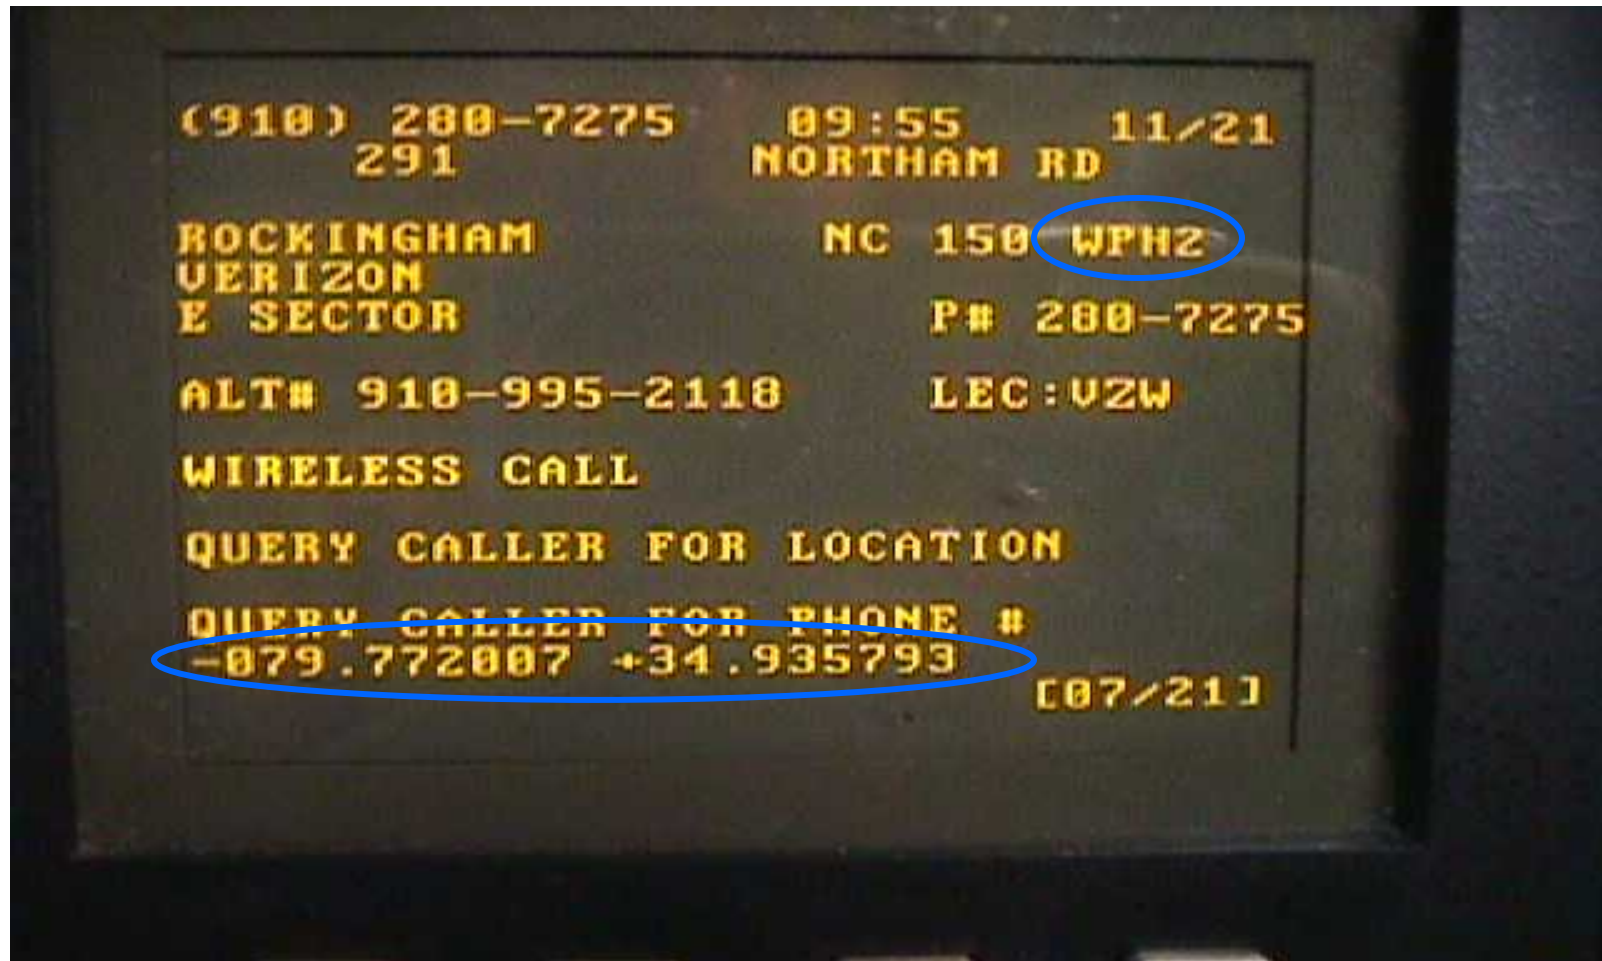 (910) 280-7275 09:55 11/21
291 NORTHAM RD
ROCKINGHAM NC 150 WPH2
VERIZON
E SECTOR P# 280-7275
ALT# 910-995-2118 LEC:VZW
WIRELESS CALL
QUERY CALLER FOR LOCATION
QUERY CALLER FOR PHONE #
-079.772007 +34.935793
[07/21]